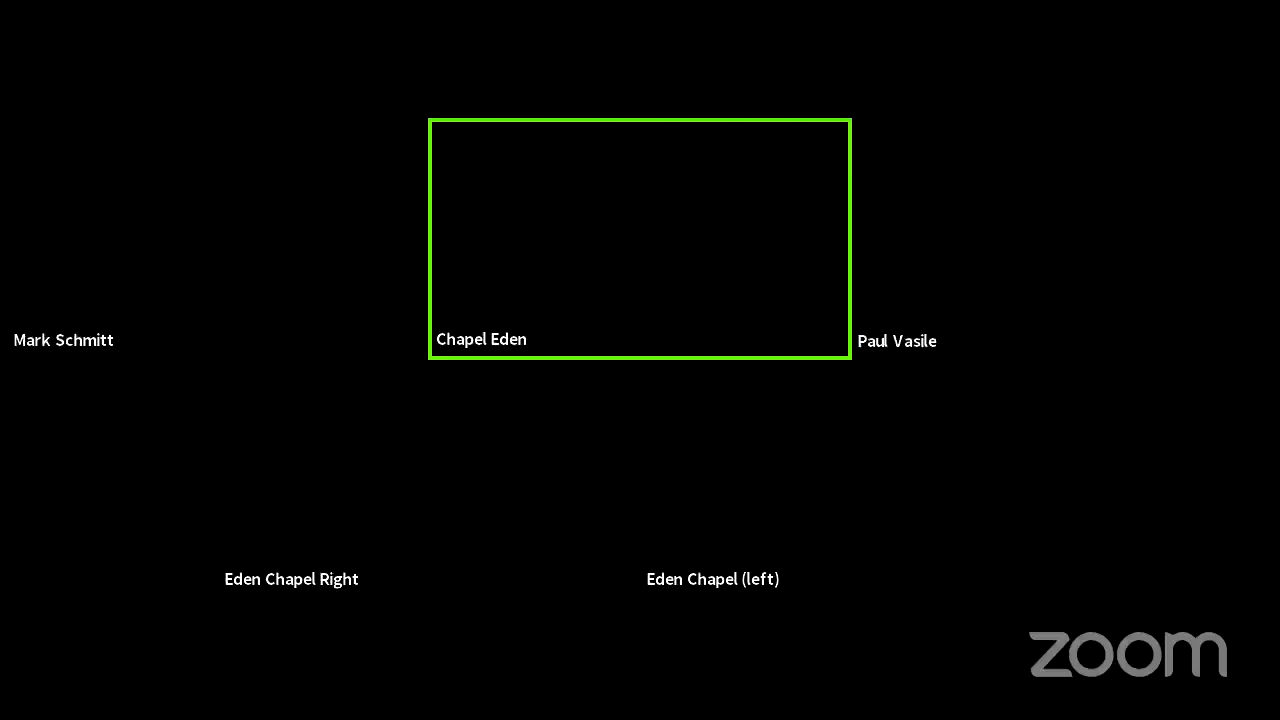 Mark Schmitt
Chapel Eden
Paul Vasile
Eden Chapel Right
Eden Chapel (left)
zoom